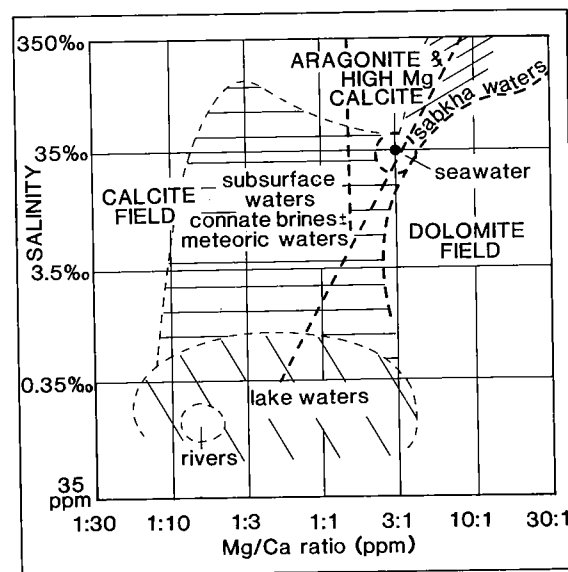 350‰
ARAGONITE &
HIGH Mg
CALCITE
sabkha waters
35‰
seawater
SALINITY
CALCITE
FIELD
subsurface
waters
connate brines±
meteoric waters
DOLOMITE
FIELD
3.5‰
0.35‰
lake waters
rivers
35
ppm
1:30 1:10 1:3 1:1 3:1 10:1 30:1
Mg/Ca ratio (ppm)